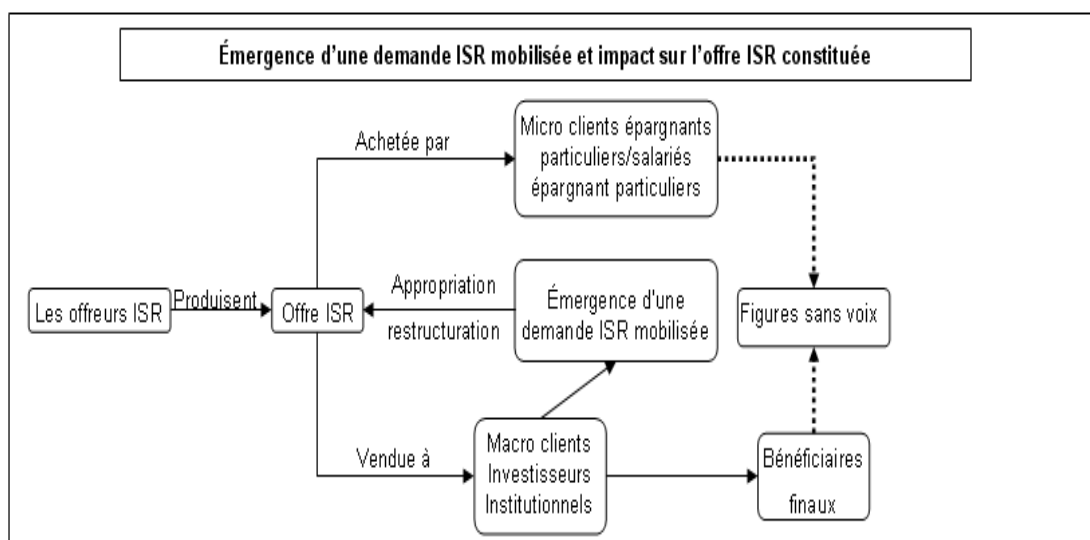 Émergence d'une demande ISR mobilisée et impact sur l'offre ISR constituée
Achetée par
Micro clients épargnants
particuliers/salariés
épargnant particuliers
Les offreurs ISR
Produisent
Offre ISR
Appropriation
restructuration
Émergence d'une
demande ISR mobilisée
Figures sans voix
Vendue à
Macro clients
Investisseurs
Institutionnels
Bénéficiaires
finaux